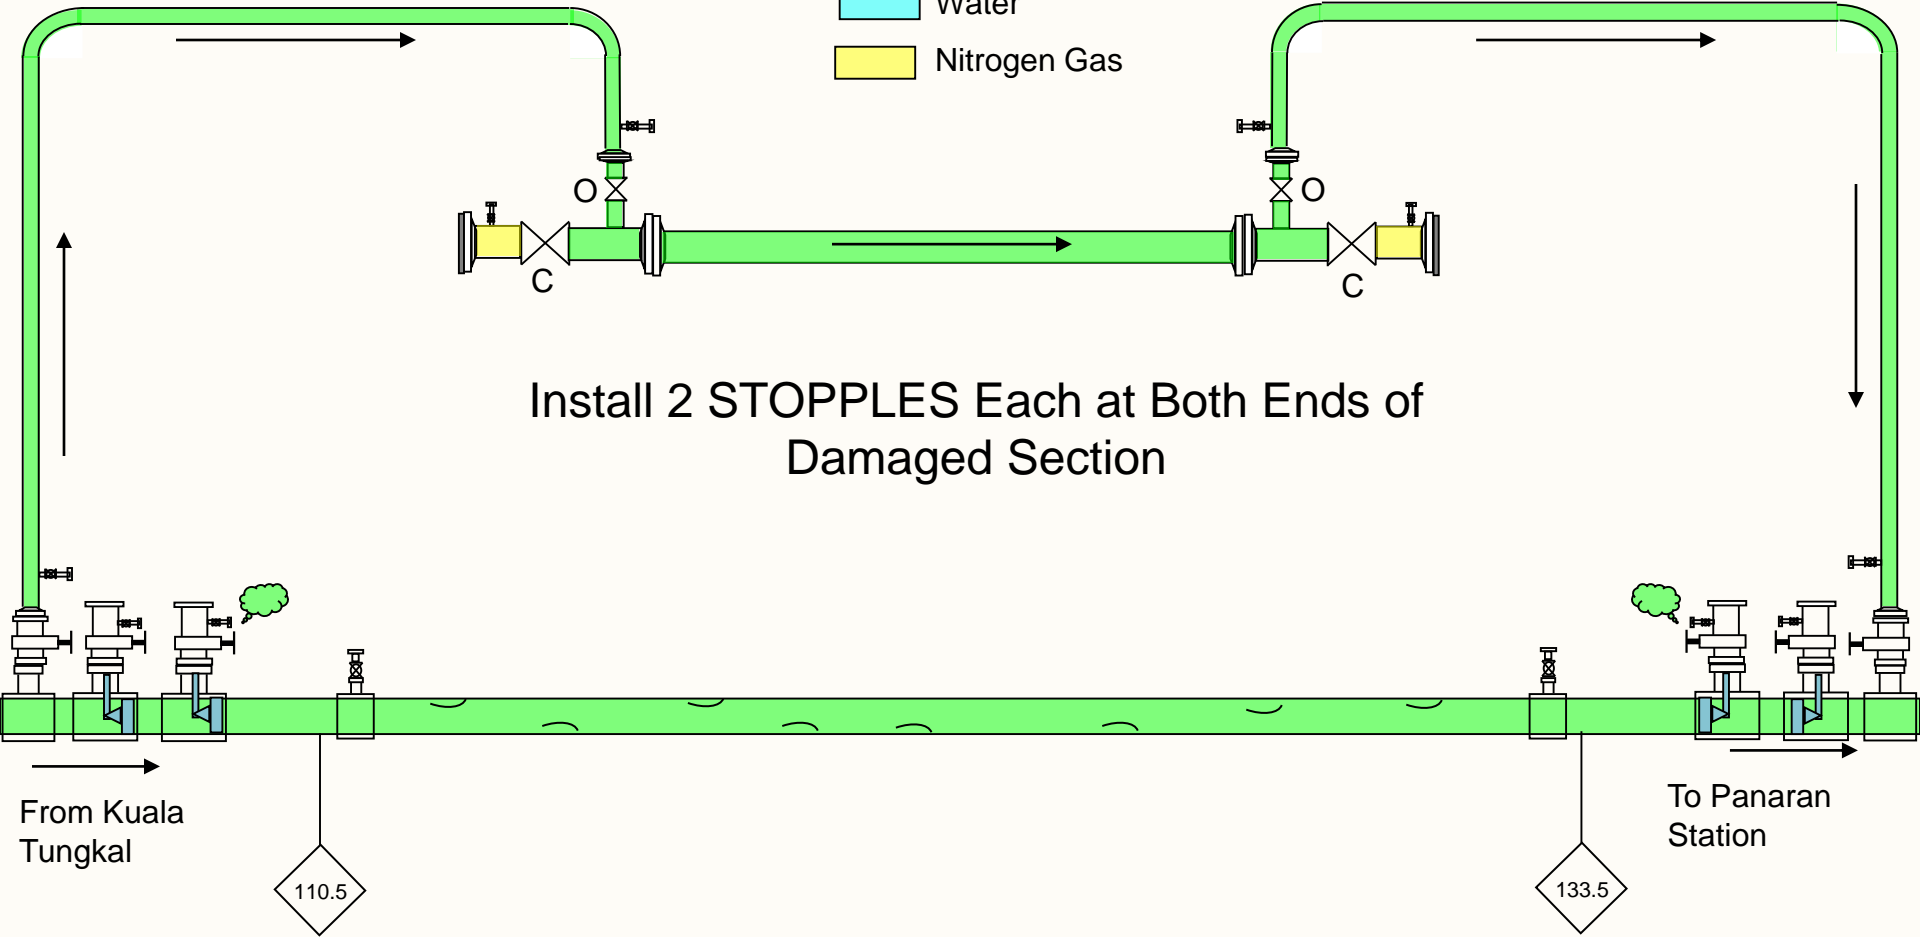 Water
Nitrogen Gas
O
O
C
C
Install 2 STOPPLES Each at Both Ends of
Damaged Section
From Kuala
Tungkal
To Panaran
Station
110.5
133.5